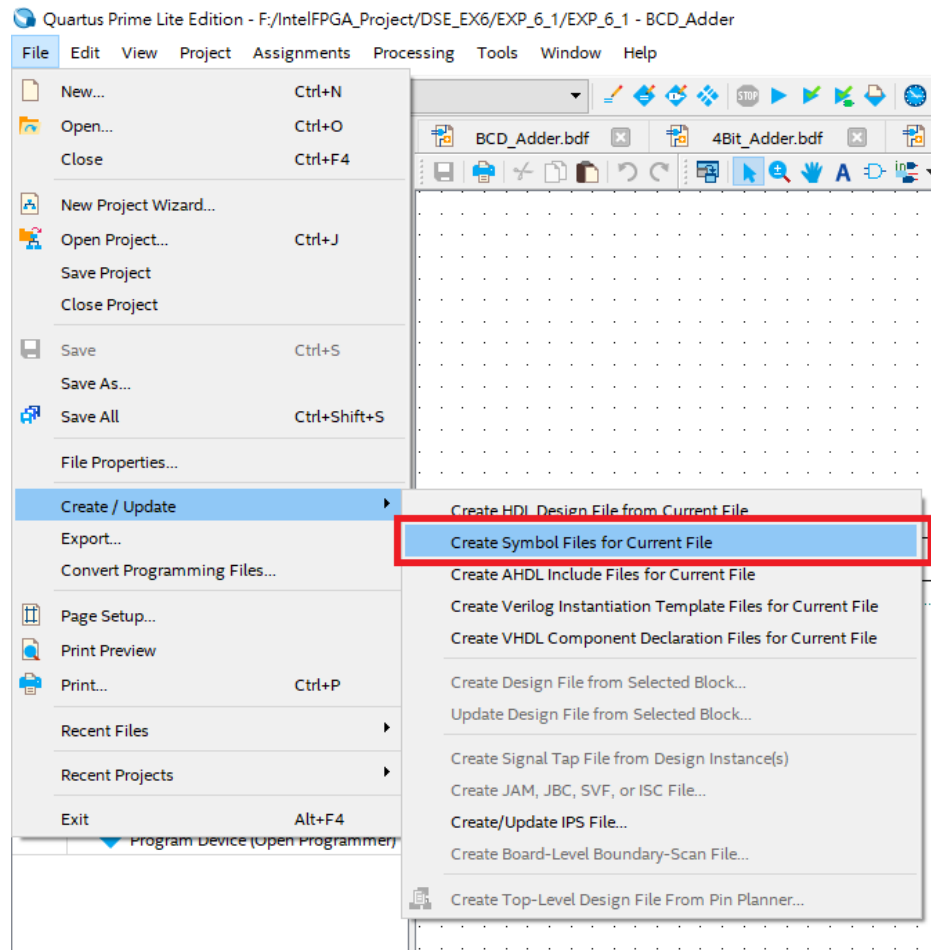 Quartus Prime Lite Edition - F:/IntelFPGA_Project/DSE_EX6/EXP_6_1/EXP_6_1 - BCD_Adder
File Edit View Project Assignments Processing Tools Window Help
New... Ctrl+N
Open... Ctrl+O
Close Ctrl+F4
New Project Wizard...
Open Project... Ctrl+J
Save Project
Close Project
Save Ctrl+S
Save As...
Save All Ctrl+Shift+S
File Properties...
Create / Update
Export...
Convert Programming Files...
Page Setup...
Print Preview
Print... Ctrl+P
Recent Files
Recent Projects
Exit Alt+F4
Program Device (Open Programmer)
STOP
BCD_Adder.bdf 4Bit_Adder.bdf
A in
Create HDL Design File from Current File
Create Symbol Files for Current File
Create AHDL Include Files for Current File
Create Verilog Instantiation Template Files for Current File
Create VHDL Component Declaration Files for Current File
Create Design File from Selected Block...
Update Design File from Selected Block...
Create Signal Tap File from Design Instance(s)
Create JAM, JBC, SVF, or ISC File...
Create/Update IPS File...
Create Board-Level Boundary-Scan File...
Create Top-Level Design File From Pin Planner...